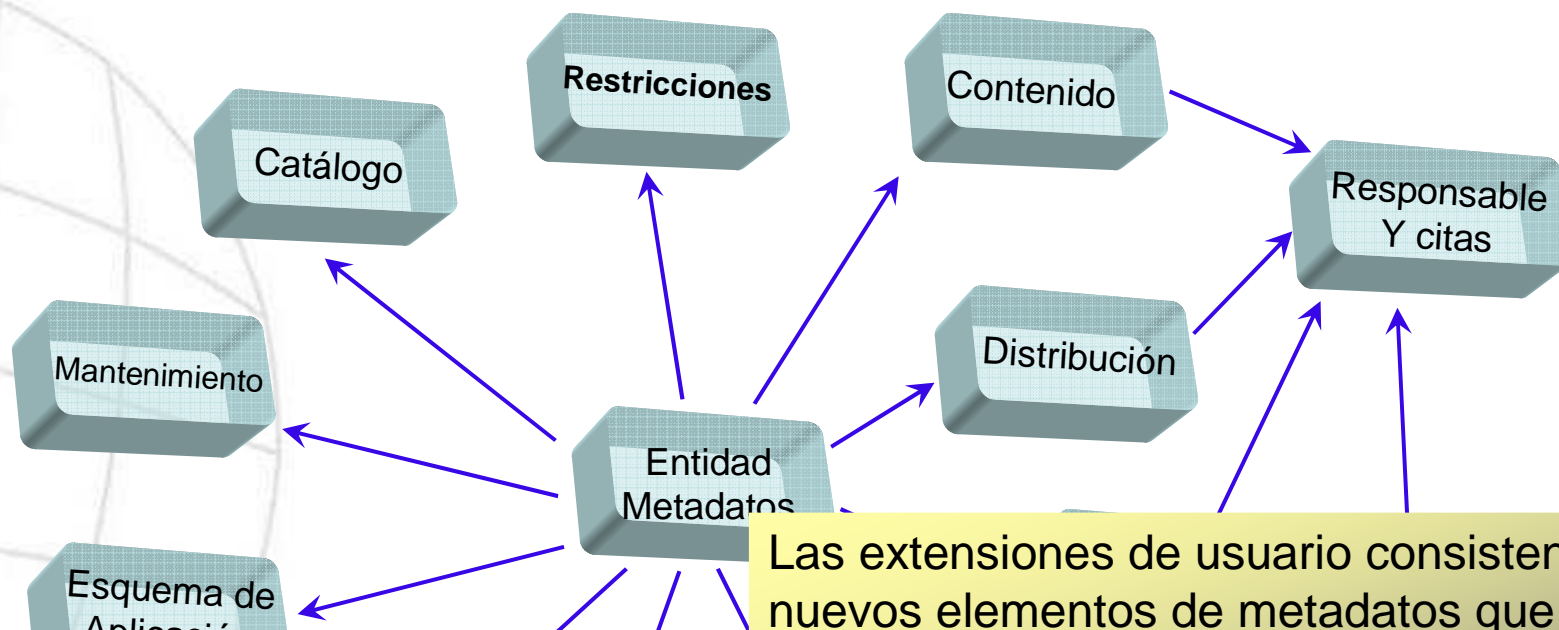 Restricciones
Contenido
Catálogo
Responsable
Y citas
Distribución
Mantenimiento
Entidad
Metadatos
Esquema de
Las extensiones de usuario consisten
nuevos elementos de metadatos que